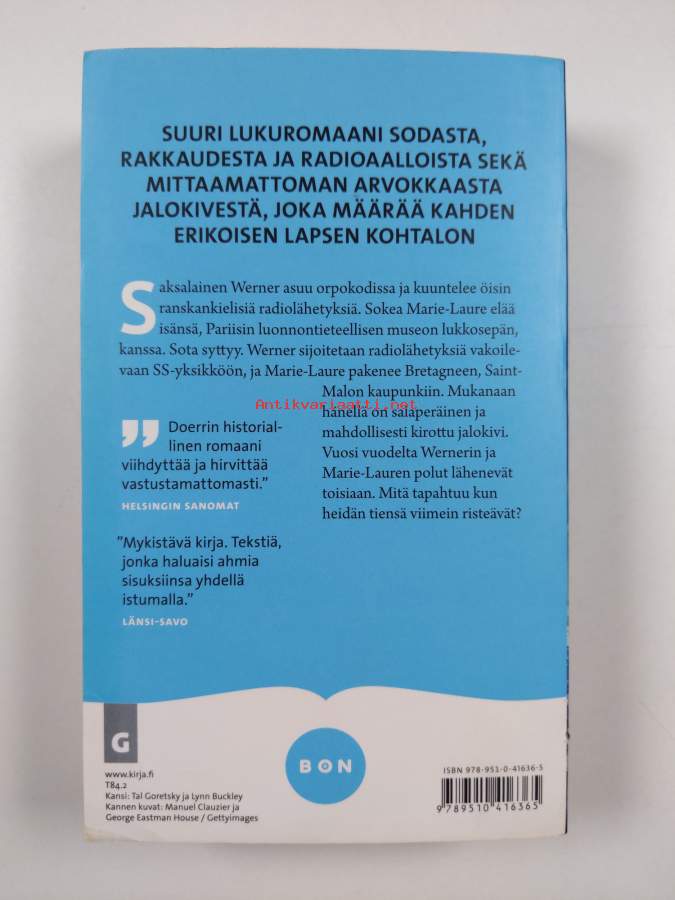 SUURI LUKUROMAANI SODASTA,
RAKKAUDESTA JA RADIOAALLOISTA SEKÄ
MITTAAMATTOMAN ARVOKKAASTA
JALOKIVESTÄ, JOKA MÄÄRÄÄ KAHDEN
ERIKOISEN LAPSEN KOHTALON
Saksalainen Werner asuu orpokodissa ja kuuntelee öisin
ranskankielisiä radiolähetyksiä. Sokea Marie-Laure elää
isänsä, Pariisin luonnontieteellisen museon lukkosepän,
kanssa. Sota syttyy. Werner sijoitetaan radiolähetyksiä vakoile-
vaan SS-yksikköön, ja Marie-Laure pakenee Bretagneen, Saint-
Malon kaupunkiin. Mukanaan
hänellä on salaperäinen ja
mahdollisesti kirottu jalokivi.
Vuosi vuodelta Wernerin ja
Marie-Lauren polut lähenevät
toisiaan. Mitä tapahtuu kun
heidän tiensä viimein risteävät?
Antikvariaatti.net
” Doerrin historial-
linen romaani
viihdyttää ja hirvittää
vastustamattomasti.”
HELSINGIN SANOMAT
”Mykistävä kirja. Tekstiä,
jonka haluaisi ahmia
sisuksiinsa yhdellä
istumalla.”
LÄNSI-SAVO
G
www.kirja.fi
T84.2
Kansi: Tal Goretsky ja Lynn Buckley
Kannen kuvat: Manuel Clauzier ja
George Eastman House / Gettyimages
BON
ISBN 978-951-0-41636-5
9789510416365